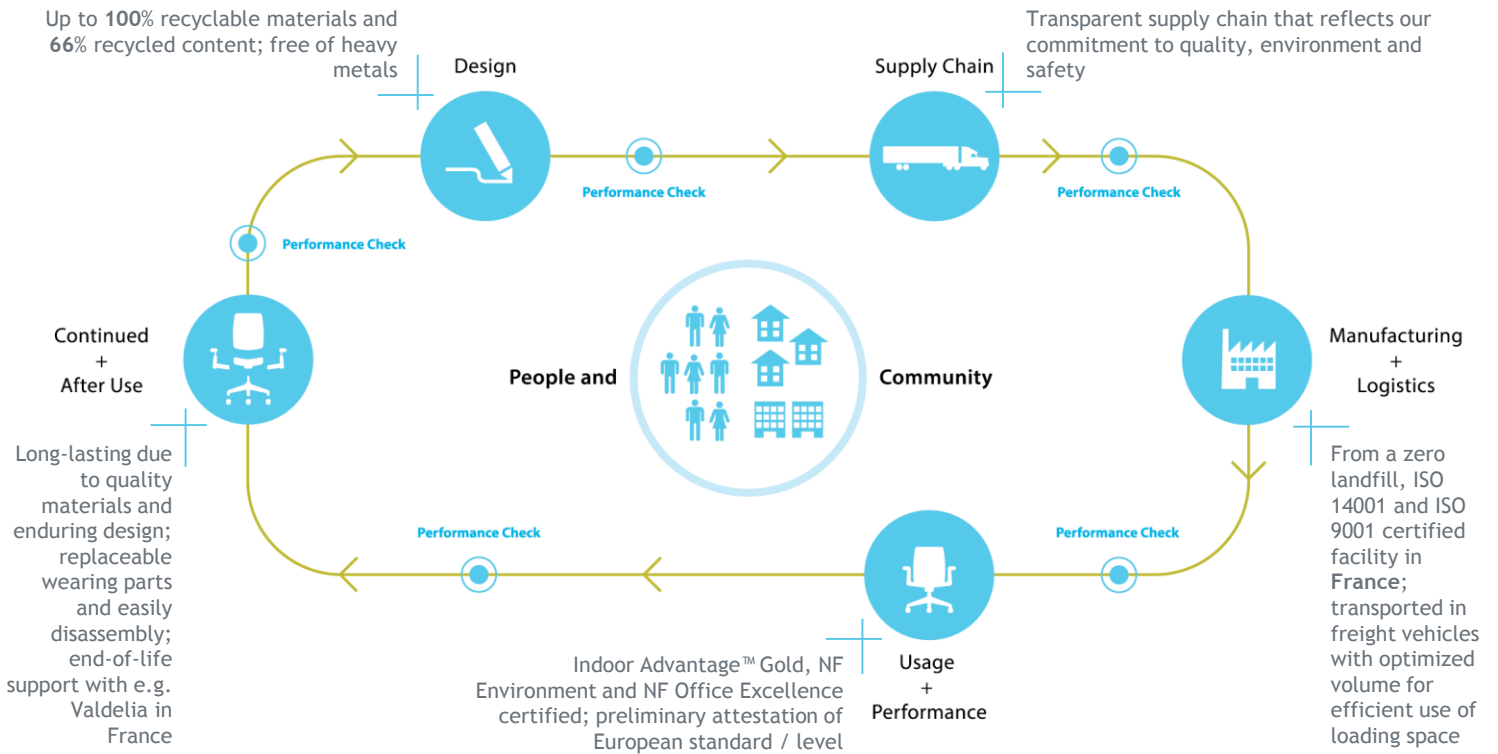 Up to 100% recyclable materials and
66% recycled content; free of heavy
metals
Design
Supply Chain
Transparent supply chain that reflects our
commitment to quality, environment and
safety
Performance Check
Performance Check
Performance Check
Continued
+
After Use
People and
Community
Manufacturing
+
Logistics
Long-lasting due
to quality
materials and
enduring design;
replaceable
wearing parts
and easily
disassembly;
end-of-life
support with e.g.
Valdelia in
France
From a zero
landfill, ISO
14001 and ISO
9001 certified
facility in
France;
transported in
freight vehicles
with optimized
volume for
efficient use of
loading space
Performance Check
Performance Check
Indoor Advantage™ Gold, NF
Environment and NF Office Excellence
certified; preliminary attestation of
European standard / level
Usage
+
Performance